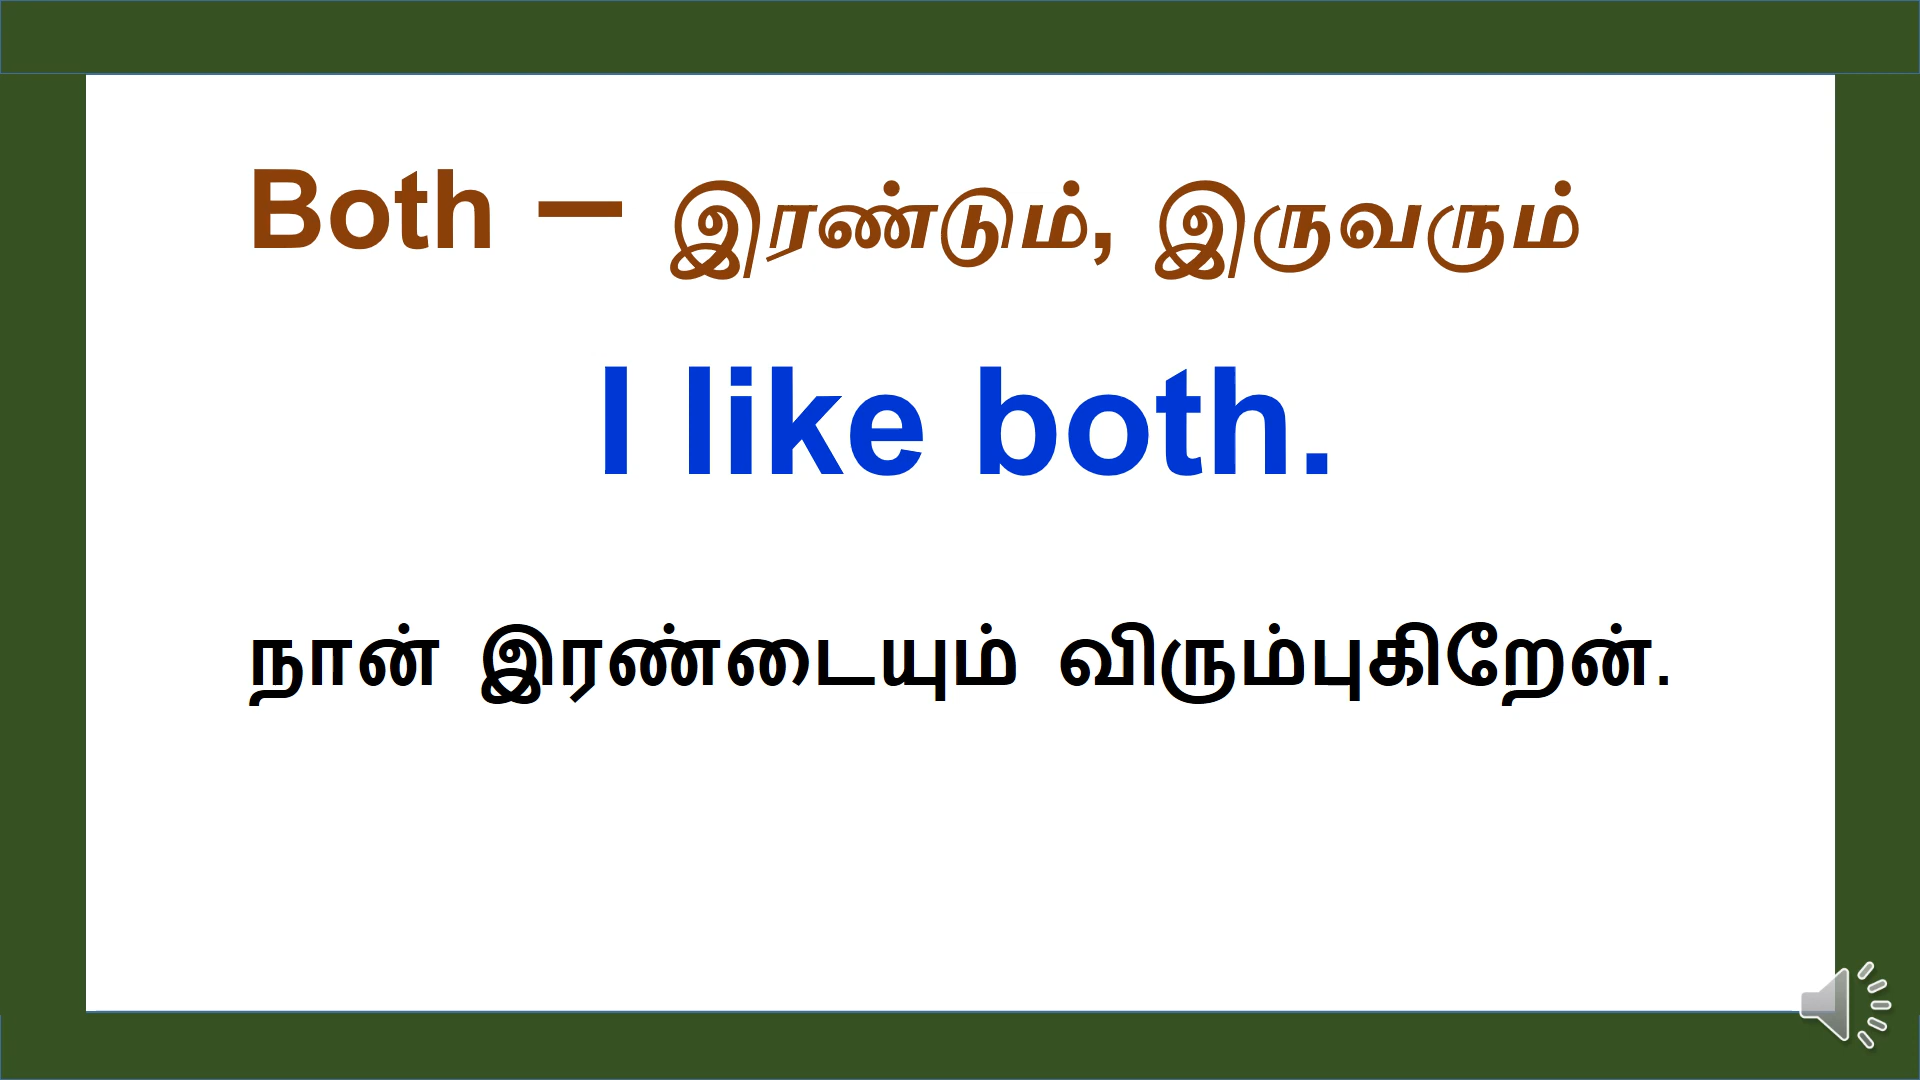 Both – இரண்டும், இருவரும்
I like both.
நான் இரண்டையும் விரும்புகிறேன்.